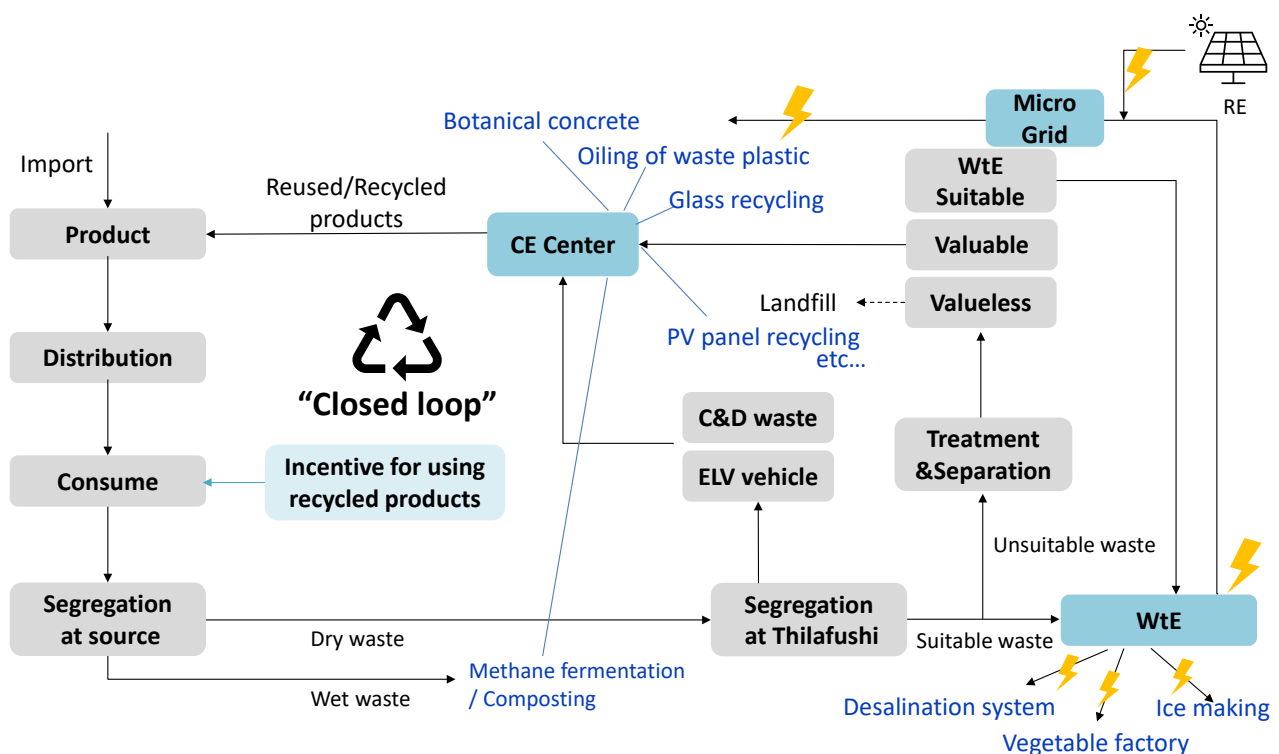 RE
Micro
Grid
Botanical concrete
Oiling of waste plastic
Import
WtE
Suitable
Reused/Recycled
products
Glass recycling
Product
CE Center
Valuable
Landfill
Valueless
PV panel recycling
etc...
Distribution
“Closed loop”
C&D waste
Treatment
&Separation
Consume
Incentive for using
recycled products
ELV vehicle
Unsuitable waste
Segregation
at source
Dry waste
Segregation
at Thilafushi
Suitable waste
WtE
Wet waste
Methane fermentation
/ Composting
Desalination system
Ice making
Vegetable factory